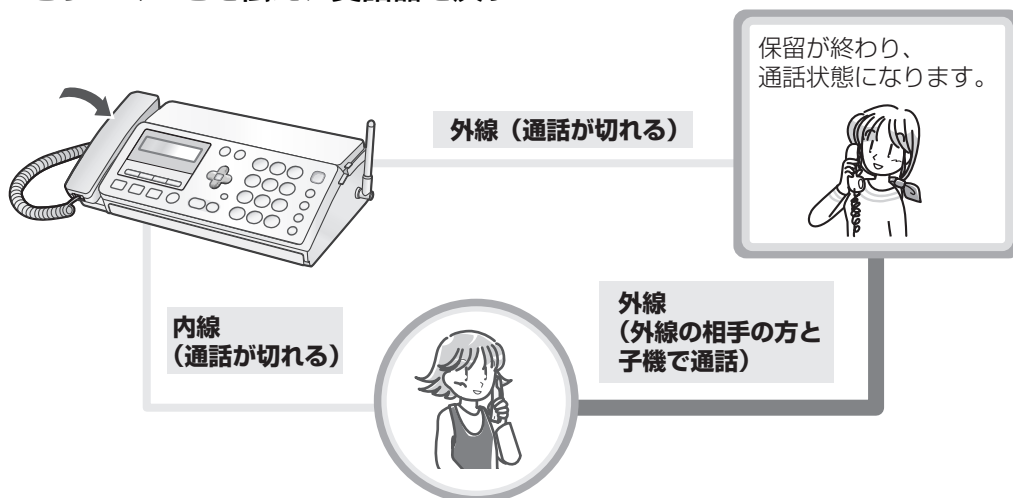 保留が終わり、
通話状態になります。
外線（通話が切れる）
内線
（通話が切れる）
外線
（外線の相手の方と
子機で通話）